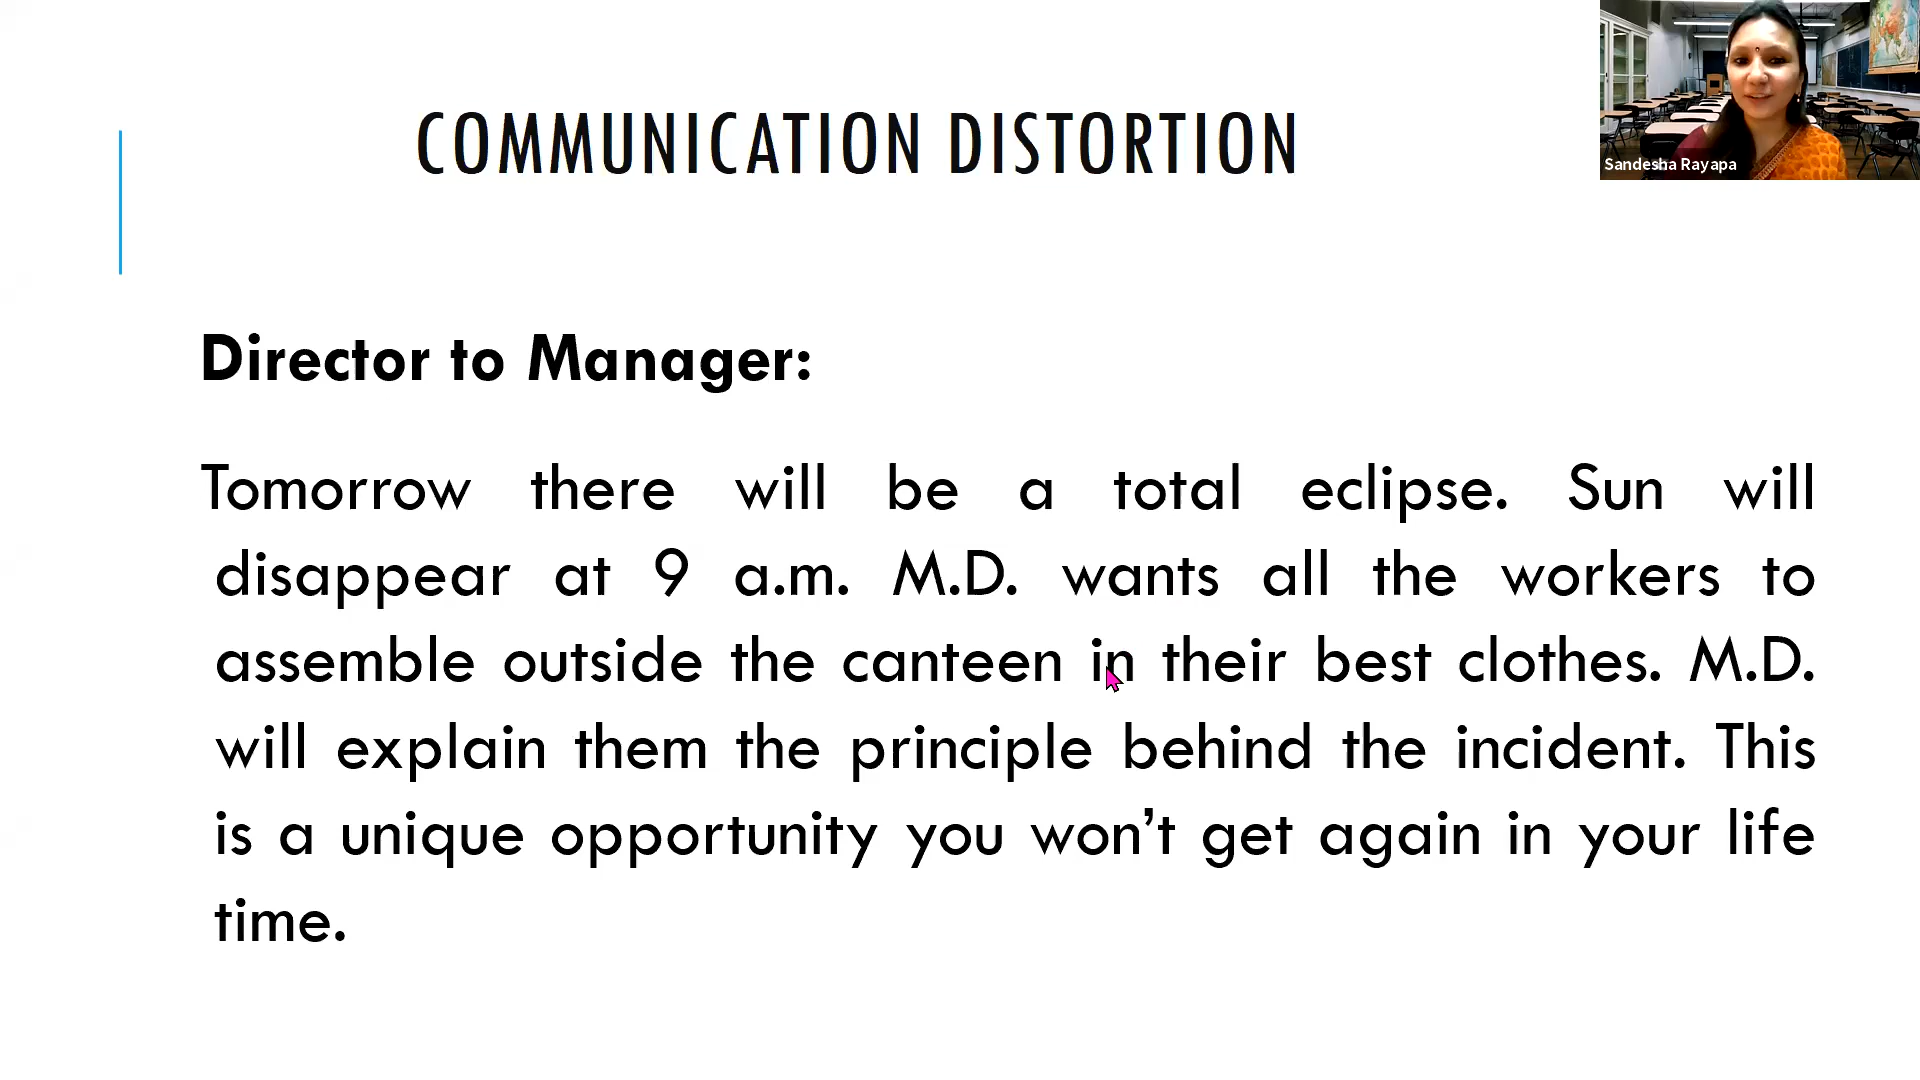 COMMUNICATION DISTORTION
Sandesha Rayapa
Director to Manager:
Tomorrow there will be a total eclipse. Sun will
disappear at 9 a.m. M.D. wants all the workers to
assemble outside the canteen in their best clothes. M.D.
will explain them the principle behind the incident. This
is a unique opportunity you won’t get again in your life
time.